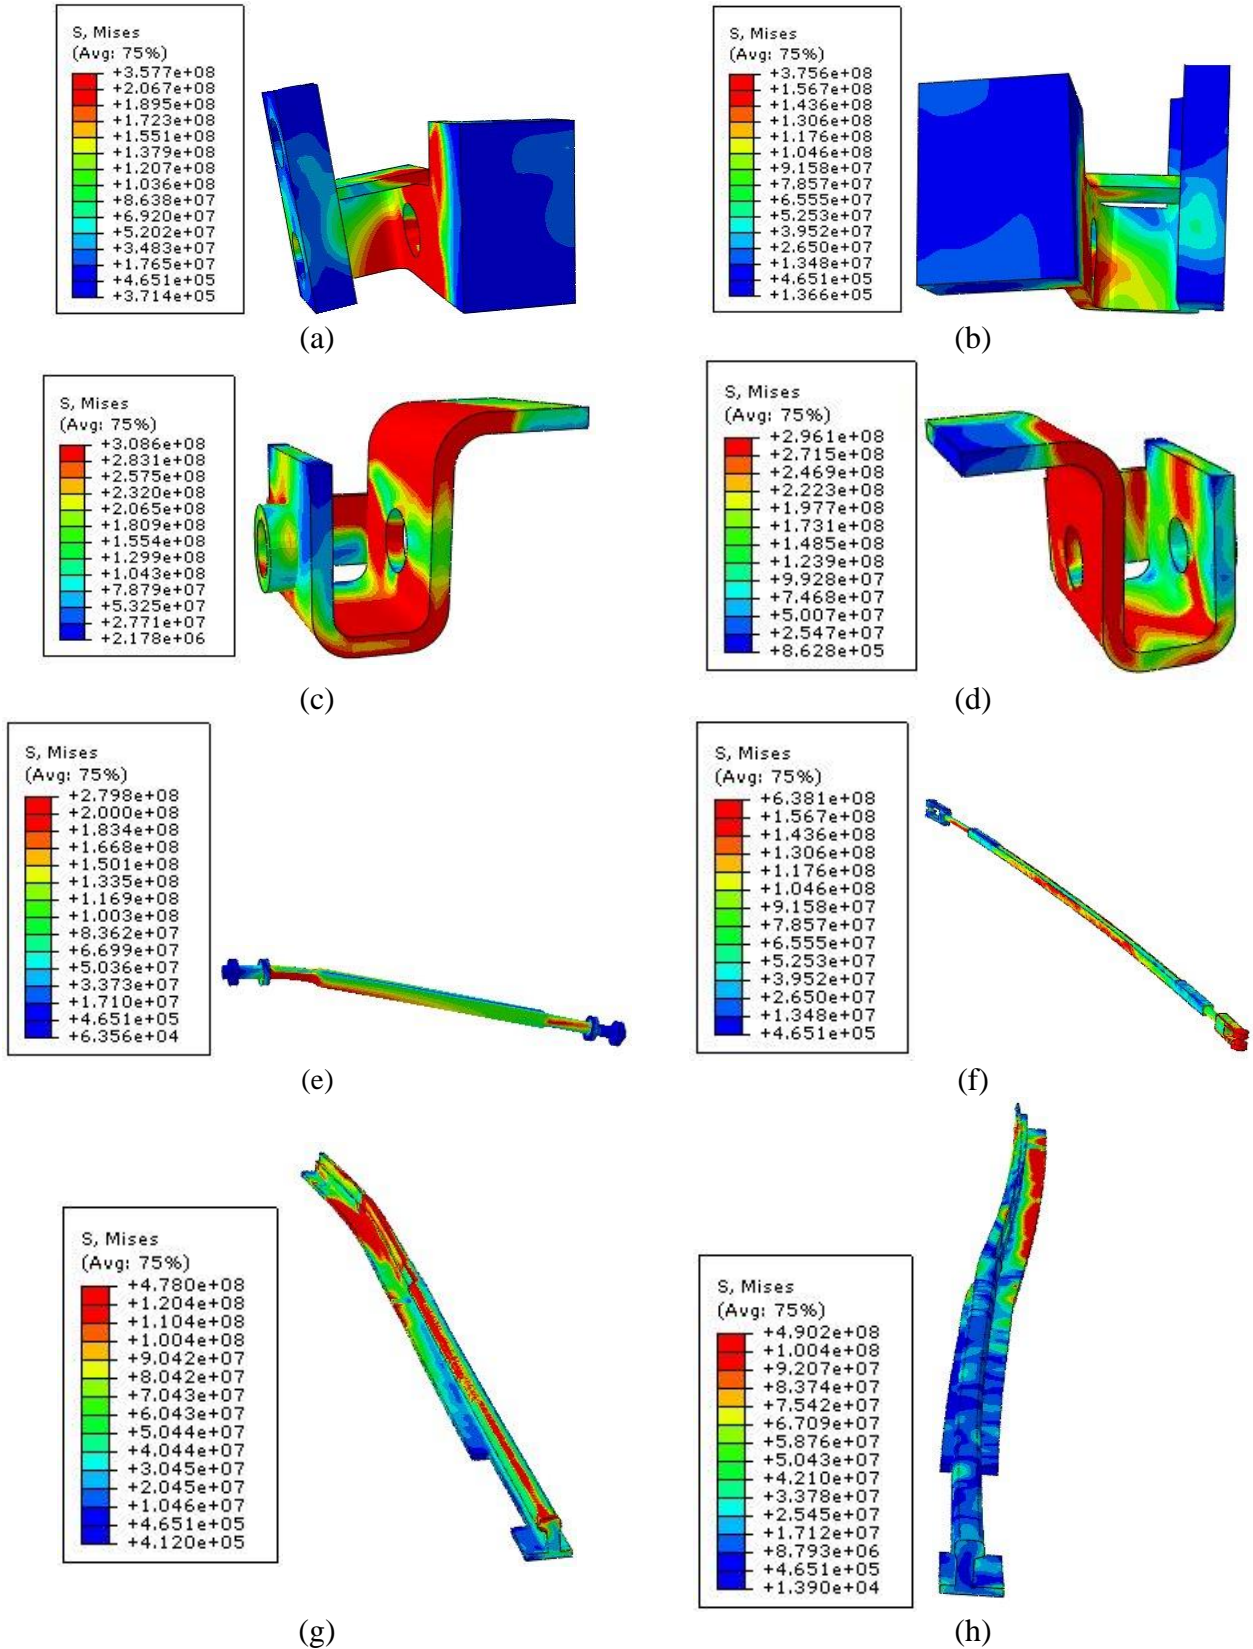 S, Mises
(Avg: 75%)
+3.577e+08
+2.067e+08
+1.895e+08
+1.723e+08
+1.551e+08
+1.379e+08
+1.207e+08
+1.036e+08
+8.638e+07
+6.920e+07
+5.202e+07
+3.483e+07
+1.765e+07
+4.651e+05
+3.714e+05
(a)
S, Mises
(Avg: 75%)
+3.756e+08
+1.567e+08
+1.436e+08
+1.306e+08
+1.176e+08
+1.046e+08
+9.158e+07
+7.857e+07
+6.555e+07
+5.253e+07
+3.952e+07
+2.650e+07
+1.348e+07
+4.651e+05
+1.366e+05
(b)
S, Mises
(Avg: 75%)
+3.086e+08
+2.831e+08
+2.575e+08
+2.320e+08
+2.065e+08
+1.809e+08
+1.554e+08
+1.299e+08
+1.043e+08
+7.879e+07
+5.325e+07
+2.771e+07
+2.178e+06
(c)
S, Mises
(Avg: 75%)
+2.961e+08
+2.715e+08
+2.469e+08
+2.223e+08
+1.977e+08
+1.731e+08
+1.485e+08
+1.239e+08
+9.928e+07
+7.468e+07
+5.007e+07
+2.547e+07
+8.628e+05
(d)
S, Mises
(Avg: 75%)
+2.798e+08
+2.000e+08
+1.834e+08
+1.668e+08
+1.501e+08
+1.335e+08
+1.169e+08
+1.003e+08
+8.362e+07
+6.699e+07
+5.036e+07
+3.373e+07
+1.710e+07
+4.651e+05
+6.356e+04
(e)
S, Mises
(Avg: 75%)
+6.381e+08
+1.567e+08
+1.436e+08
+1.306e+08
+1.176e+08
+1.046e+08
+9.158e+07
+7.857e+07
+6.555e+07
+5.253e+07
+3.952e+07
+2.650e+07
+1.348e+07
+4.651e+05
(f)
S, Mises
(Avg: 75%)
+4.780e+08
+1.204e+08
+1.104e+08
+1.004e+08
+9.042e+07
+8.042e+07
+7.043e+07
+6.043e+07
+5.044e+07
+4.044e+07
+3.045e+07
+2.045e+07
+1.046e+07
+4.651e+05
+4.120e+05
(g)
S, Mises
(Avg: 75%)
+4.902e+08
+1.004e+08
+9.207e+07
+8.374e+07
+7.542e+07
+6.709e+07
+5.876e+07
+5.043e+07
+4.210e+07
+3.378e+07
+2.545e+07
+1.712e+07
+8.793e+06
+4.651e+05
+1.390e+04
(h)